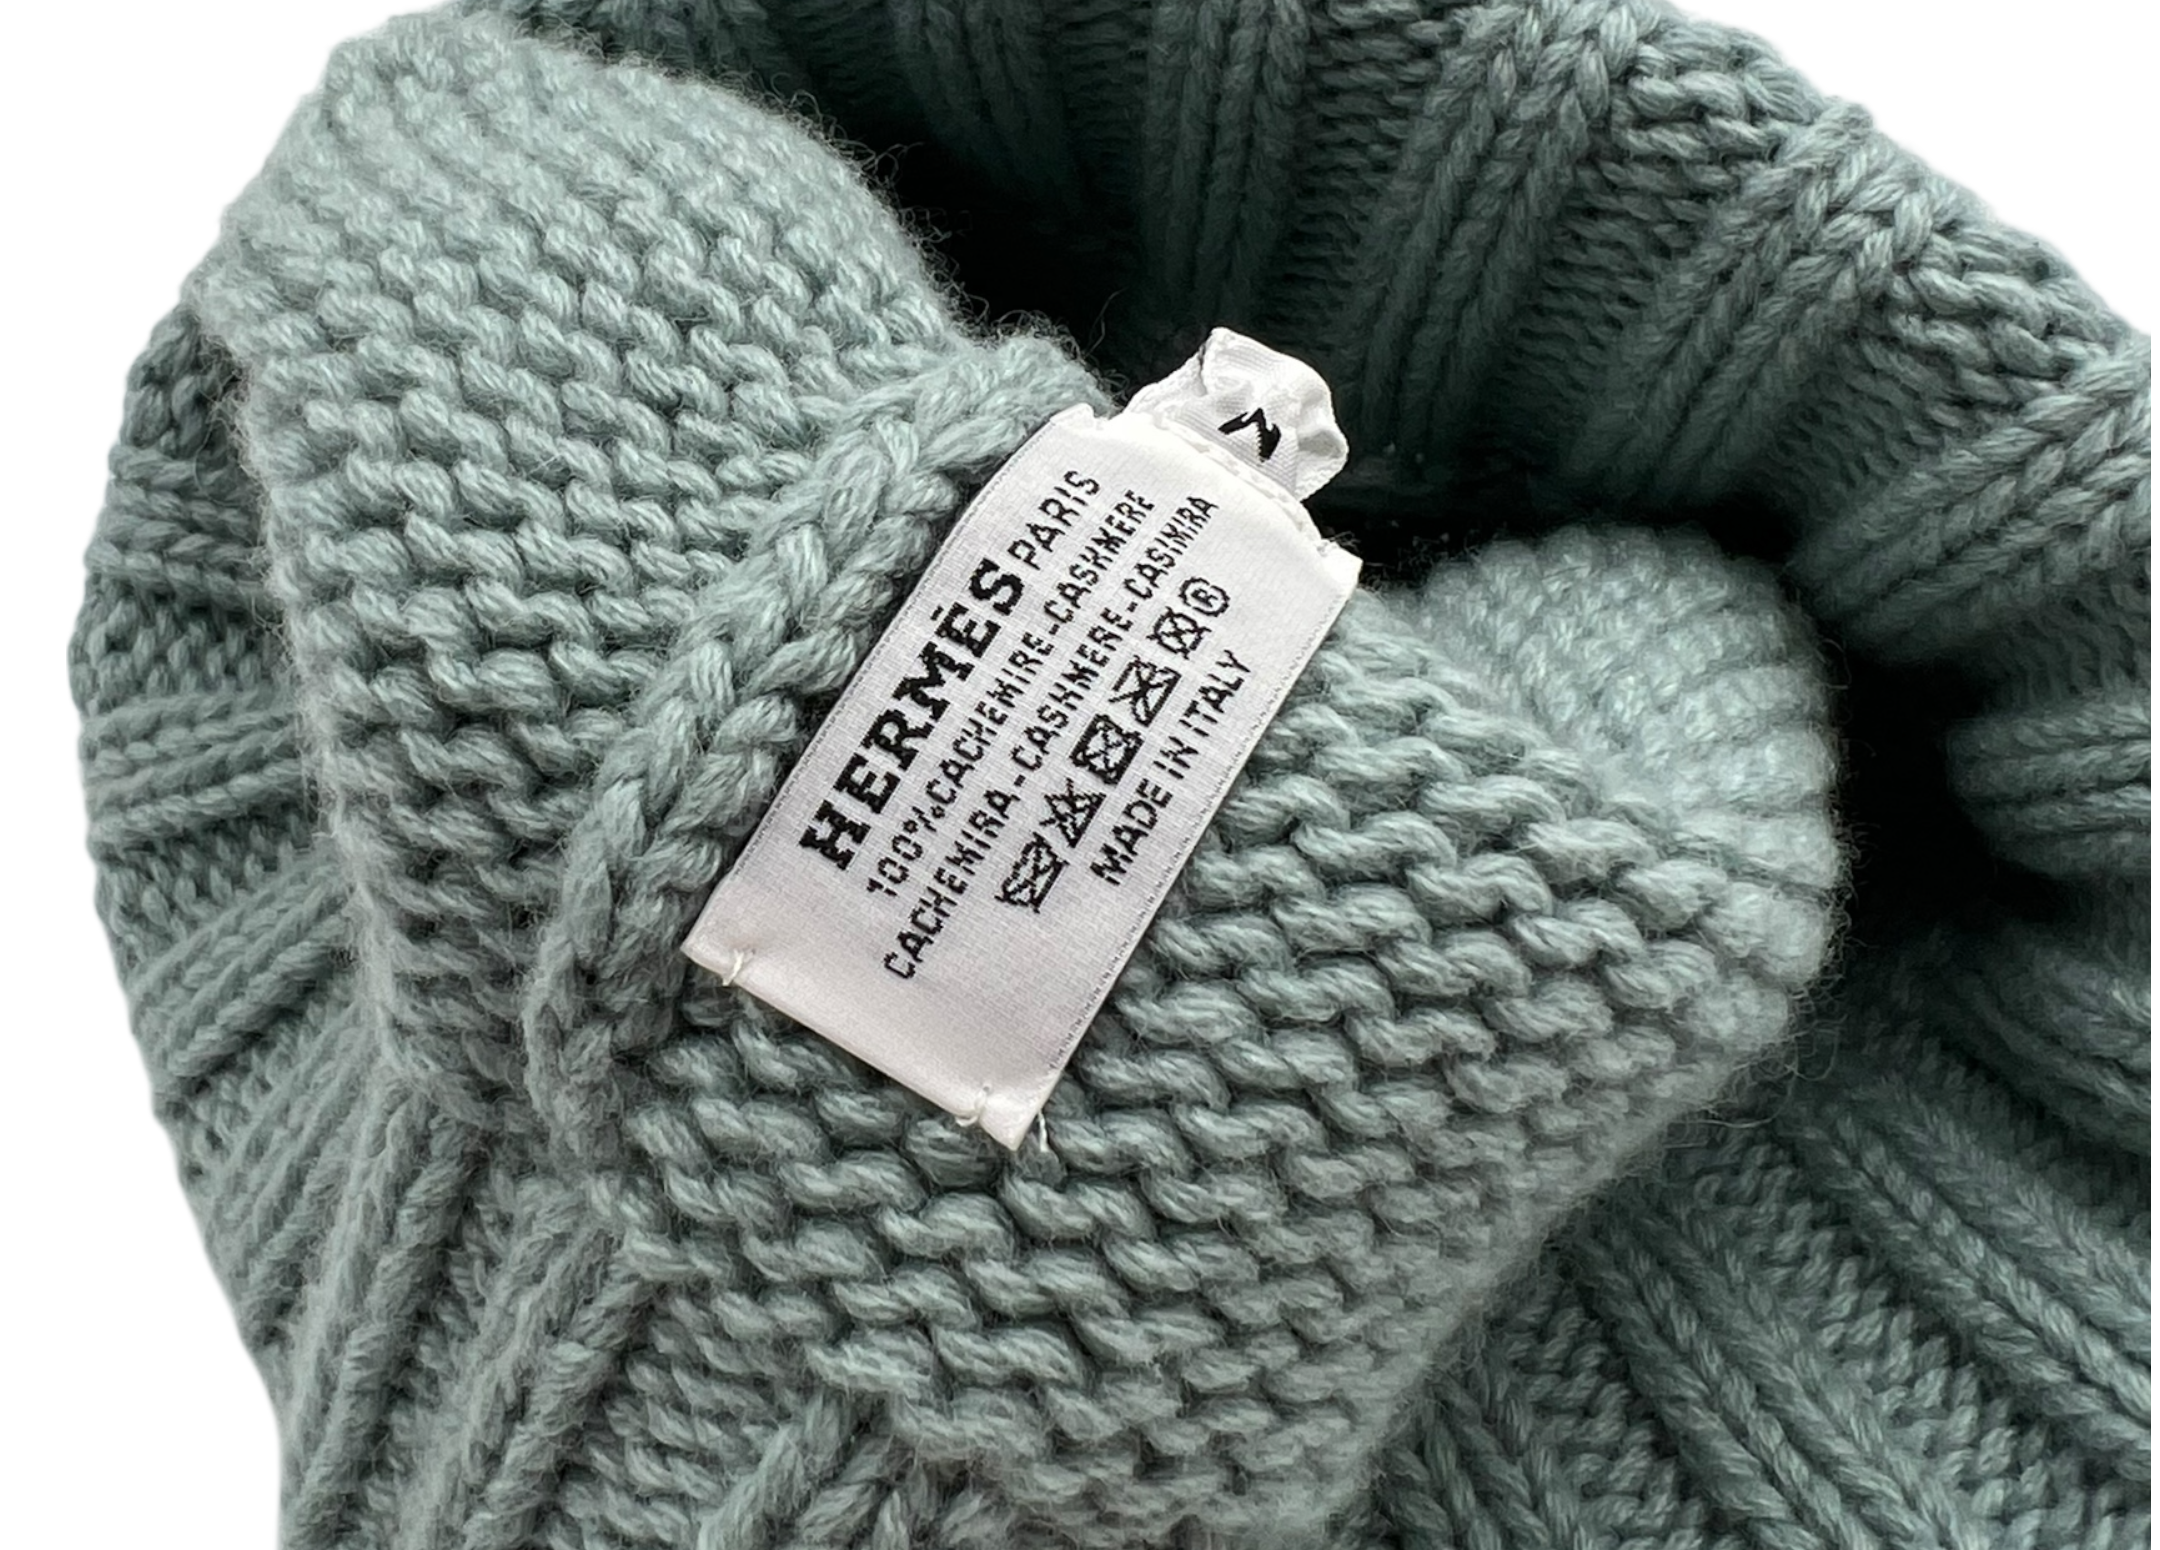 HERMÈS PARIS
100%CACHEMIRE-CASHMERE
CACHEMIRA-CASHMERE-CASIMIRA
MADE IN ITALY